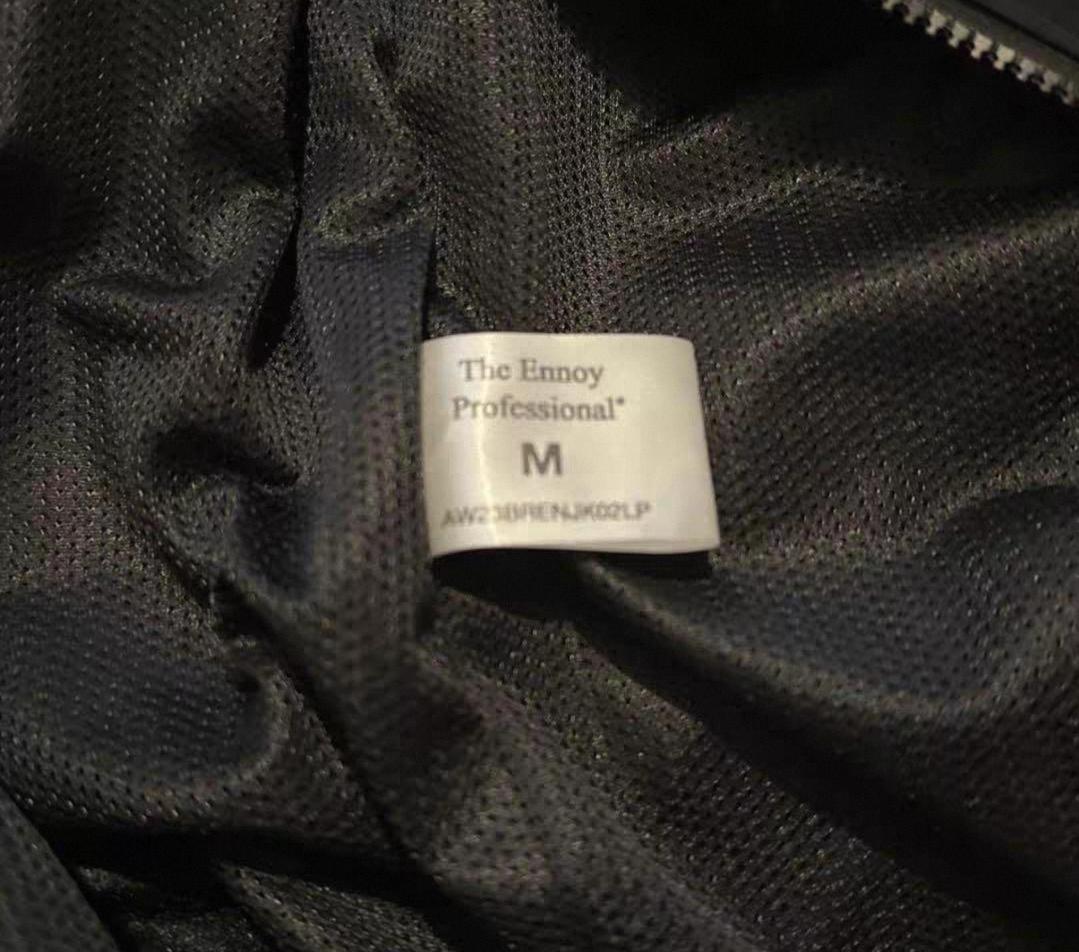 The Ennoy
Professional®
M
AW23BRENJK02LP